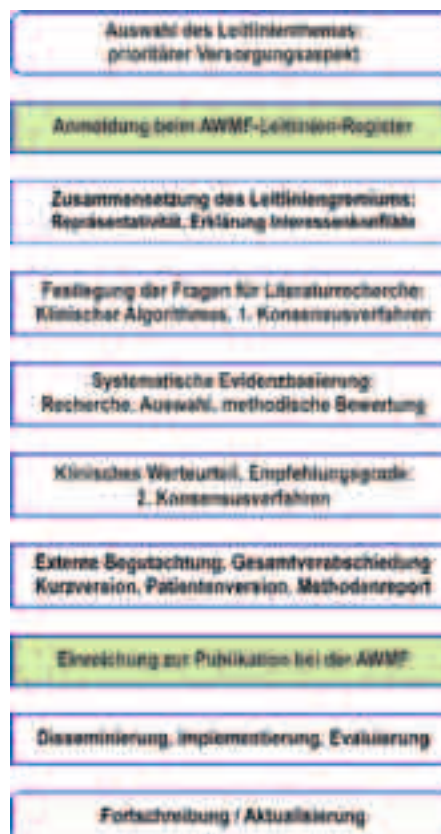 Auswahl des Leitlinienthemas:
prioritärer Versorgungsaspekt
Anmeldung beim AWMF-Leitlinien-Register
Zusammensetzung des Leitliniengremiums:
Repräsentativität, Erklärung Interessenkonflikte
Festlegung der Fragen für Literaturrecherche:
Klinischer Algorithmus, 1. Konsensusverfahren
Systematische Evidenzbasierung:
Recherche, Auswahl, methodische Bewertung
Klinisches Werturteil, Empfehlungsgrade:
2. Konsensusverfahren
Externe Begutachtung, Gesamtverabschiedung
Kurzversion, Patientenversion, Methodenreport
Einreichung zur Publikation bei der AWMF
Disseminierung, Implementierung, Evaluierung
Fortschreibung / Aktualisierung